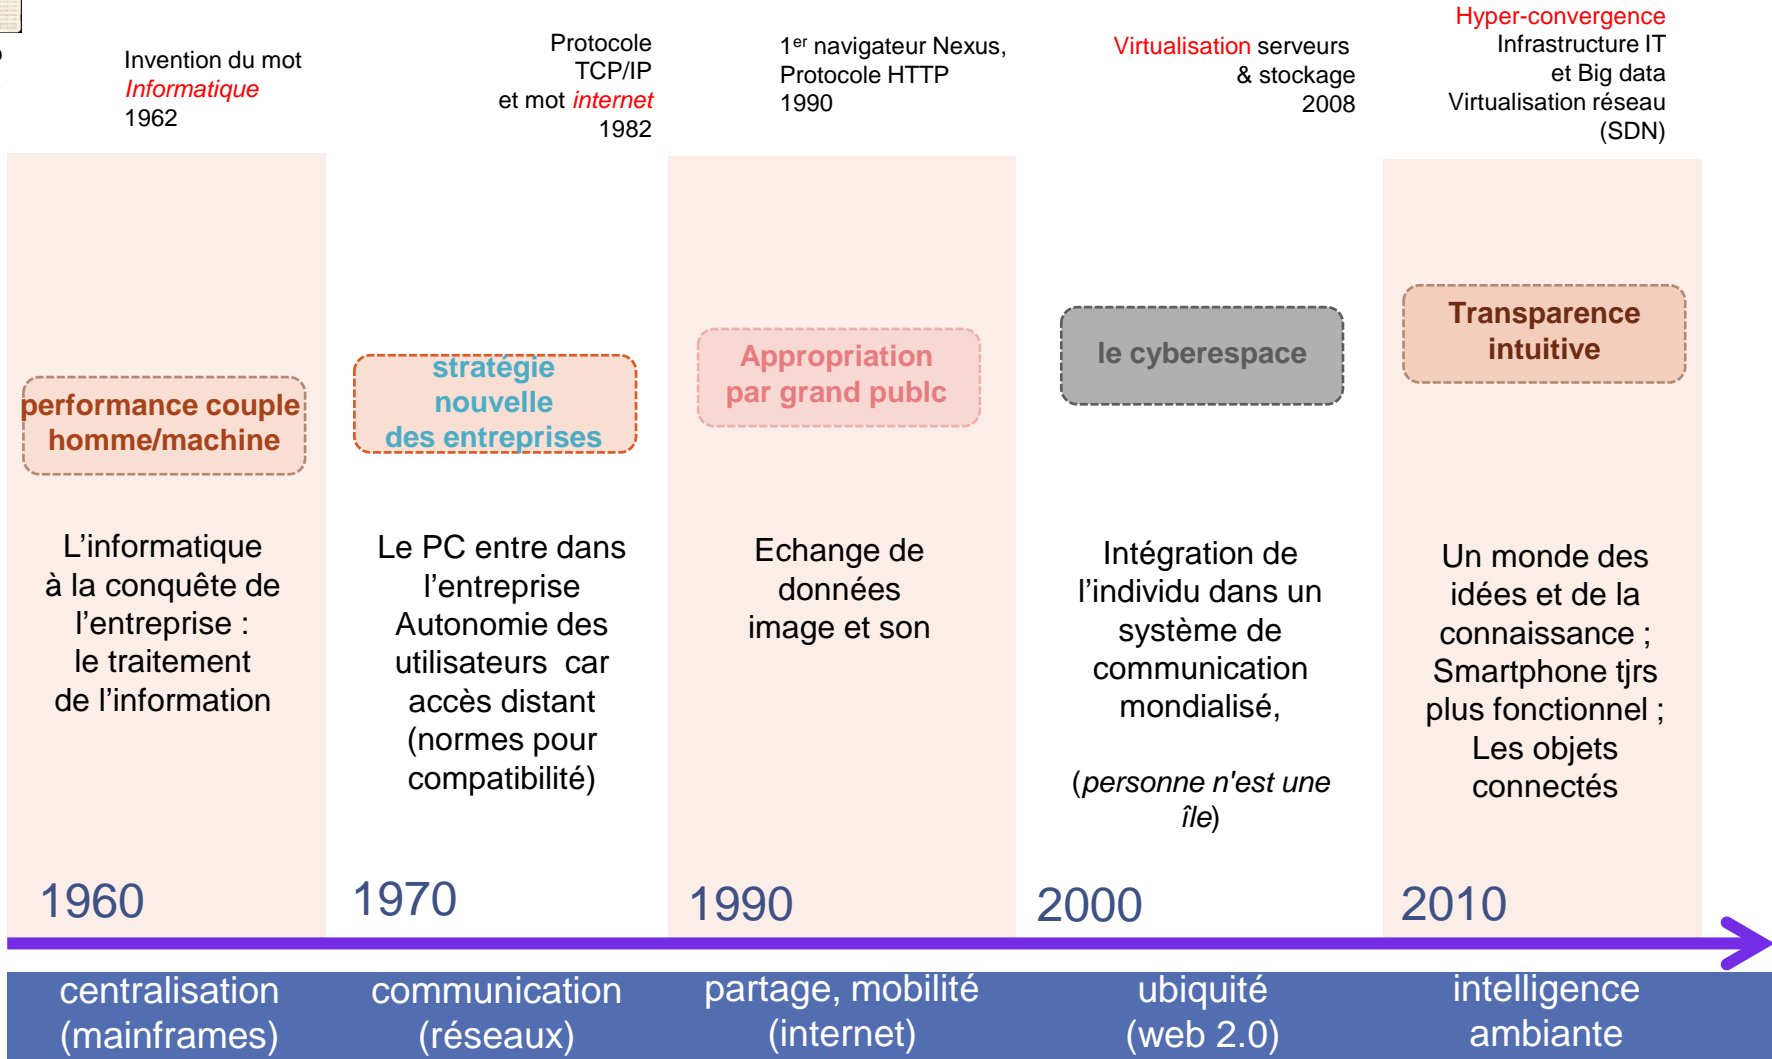 Invention du mot
Informatique
1962
Protocole
TCP/IP
et mot internet
1982
1er navigateur Nexus,
Protocole HTTP
1990
Virtualisation serveurs
& stockage
2008
Hyper-convergence
Infrastructure IT
et Big data
Virtualisation réseau
(SDN)
performance couple
homme/machine
L’informatique
à la conquête de
l’entreprise :
le traitement
de l’information
1960
stratégie
nouvelle
des entreprises
Le PC entre dans
l’entreprise
Autonomie des
utilisateurs car
accès distant
(normes pour
compatibilité)
1970
Appropriation
par grand publc
Echange de
données
image et son
1990
le cyberespace
Intégration de
l’individu dans un
système de
communication
mondialisé,
(personne n'est une
île)
2000
Transparence
intuitive
Un monde des
idées et de la
connaissance ;
Smartphone tjrs
plus fonctionnel ;
Les objets
connectés
2010
centralisation
(mainframes)
communication
(réseaux)
partage, mobilité
(internet)
ubiquité
(web 2.0)
intelligence
ambiante